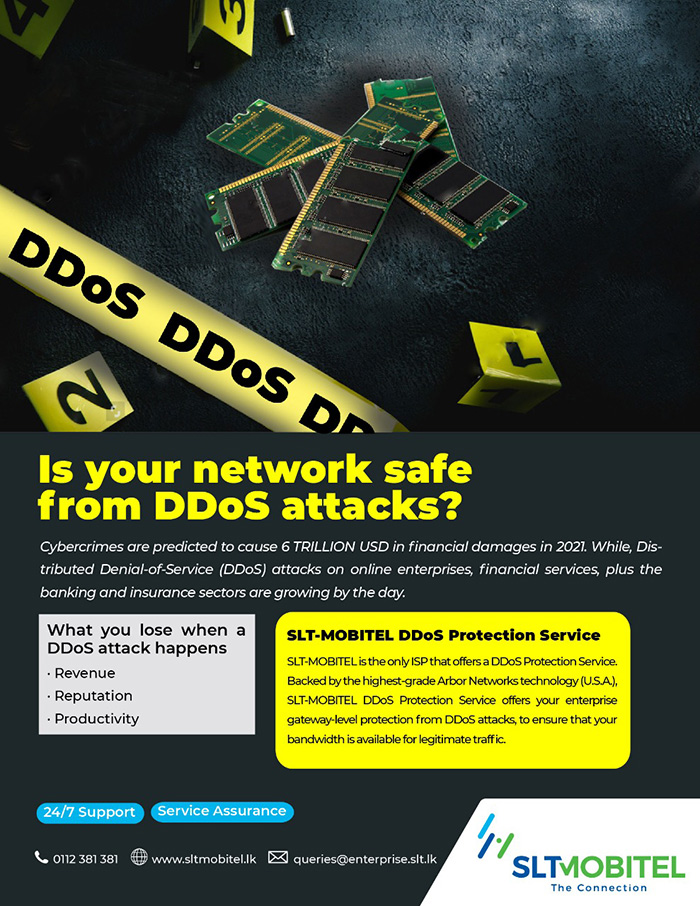 4
3
DDoS DDoS DD
2
1
Is your network safe
from DDoS attacks?
Cybercrimes are predicted to cause 6 TRILLION USD in financial damages in 2021. While, Dis-
tributed Denial-of-Service (DDoS) attacks on online enterprises, financial services, plus the
banking and insurance sectors are growing by the day.
What you lose when a
DDoS attack happens
· Revenue
· Reputation
· Productivity
SLT-MOBITEL DDoS Protection Service
SLT-MOBITEL is the only ISP that offers a DDoS Protection Service.
Backed by the highest-grade Arbor Networks technology (U.S.A.),
SLT-MOBITEL DDoS Protection Service offers your enterprise
gateway-level protection from DDoS attacks, to ensure that your
bandwidth is available for legitimate traffic.
24/7 Support Service Assurance
0112 381 381 www.sltmobitel.lk queries@enterprise.slt.lk
SLTMOBITEL
The Connection